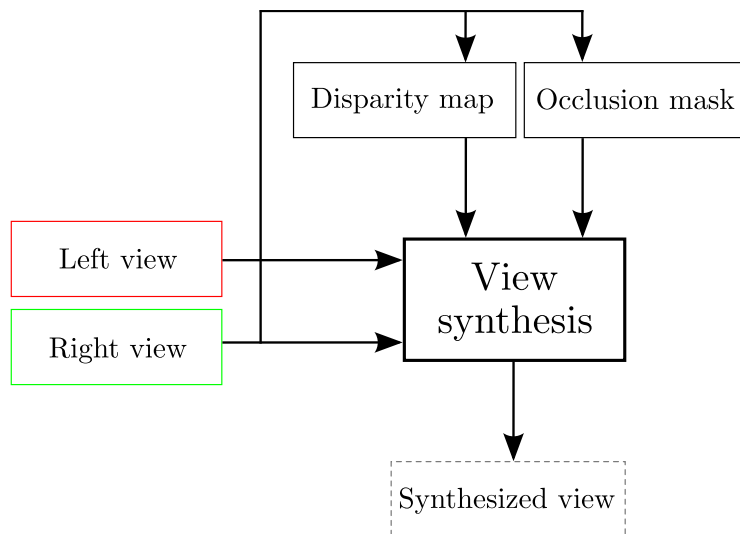 Disparity map
Occlusion mask
Left view
View
synthesis
Right view
Synthesized view